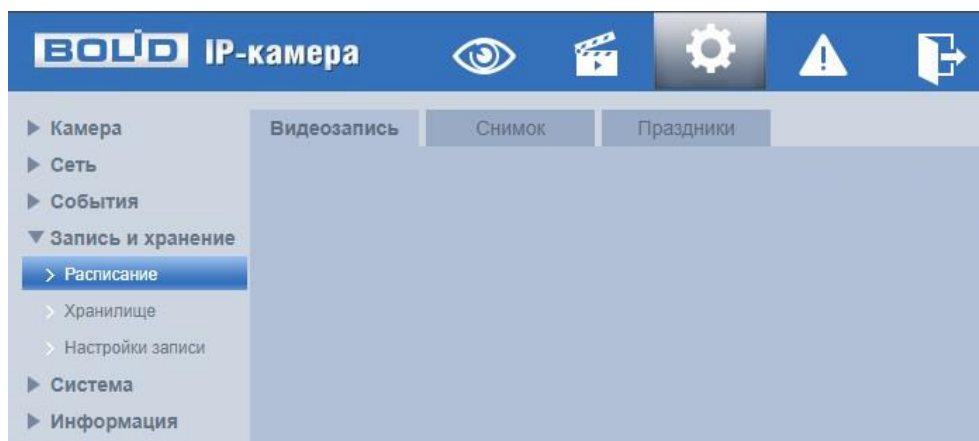 BOLID IP-камера
Камера
Сеть
События
Запись и хранение
Расписание
Хранилище
Настройки записи
Система
Информация
Видеозапись Снимок Праздники